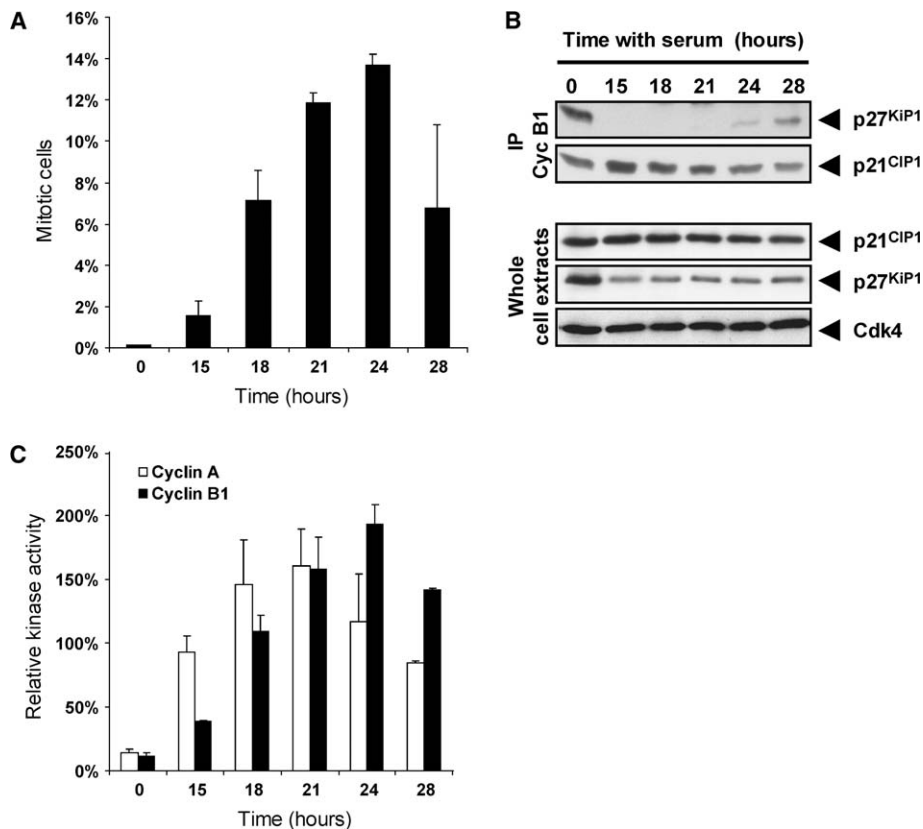 A
16%
14%
12%
10%
8%
6%
4%
2%
0%
Mitotic cells
0 15 18 21 24 28
Time (hours)
B
Time with serum (hours)
0 15 18 21 24 28
IP
Cyc B1
p27KiP1
p21CIP1
Whole
cell extracts
p21CIP1
p27KiP1
Cdk4
C
250%
200%
150%
100%
50%
0%
Relative kinase activity
Cyclin A
Cyclin B1
0 15 18 21 24 28
Time (hours)